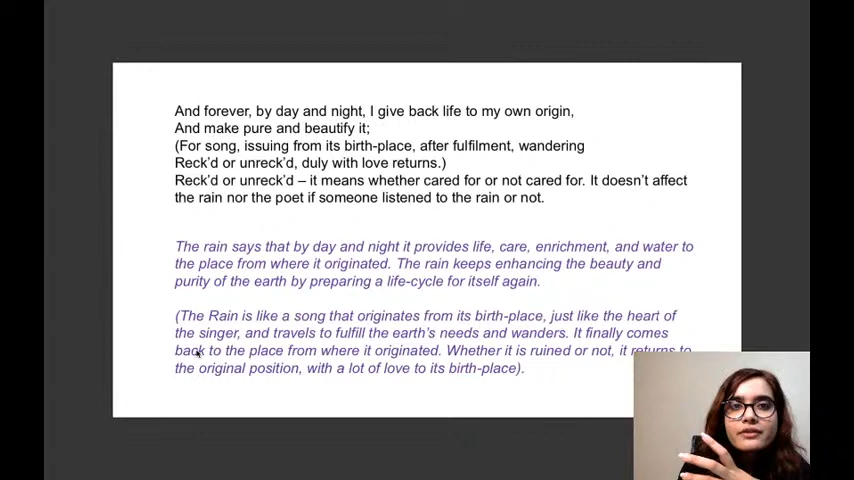 And forever, by day and night, I give back life to my own origin,
And make pure and beautify it;
(For song, issuing from its birth-place, after fulfilment, wandering
Reck’d or unreck’d, duly with love returns.)
Reck’d or unreck’d – it means whether cared for or not cared for. It doesn’t affect
the rain nor the poet if someone listened to the rain or not.
The rain says that by day and night it provides life, care, enrichment, and water to
the place from where it originated. The rain keeps enhancing the beauty and
purity of the earth by preparing a life-cycle for itself again.
(The Rain is like a song that originates from its birth-place, just like the heart of
the singer, and travels to fulfill the earth’s needs and wanders. It finally comes
back to the place from where it originated. Whether it is ruined or not, it returns to
the original position, with a lot of love to its birth-place).